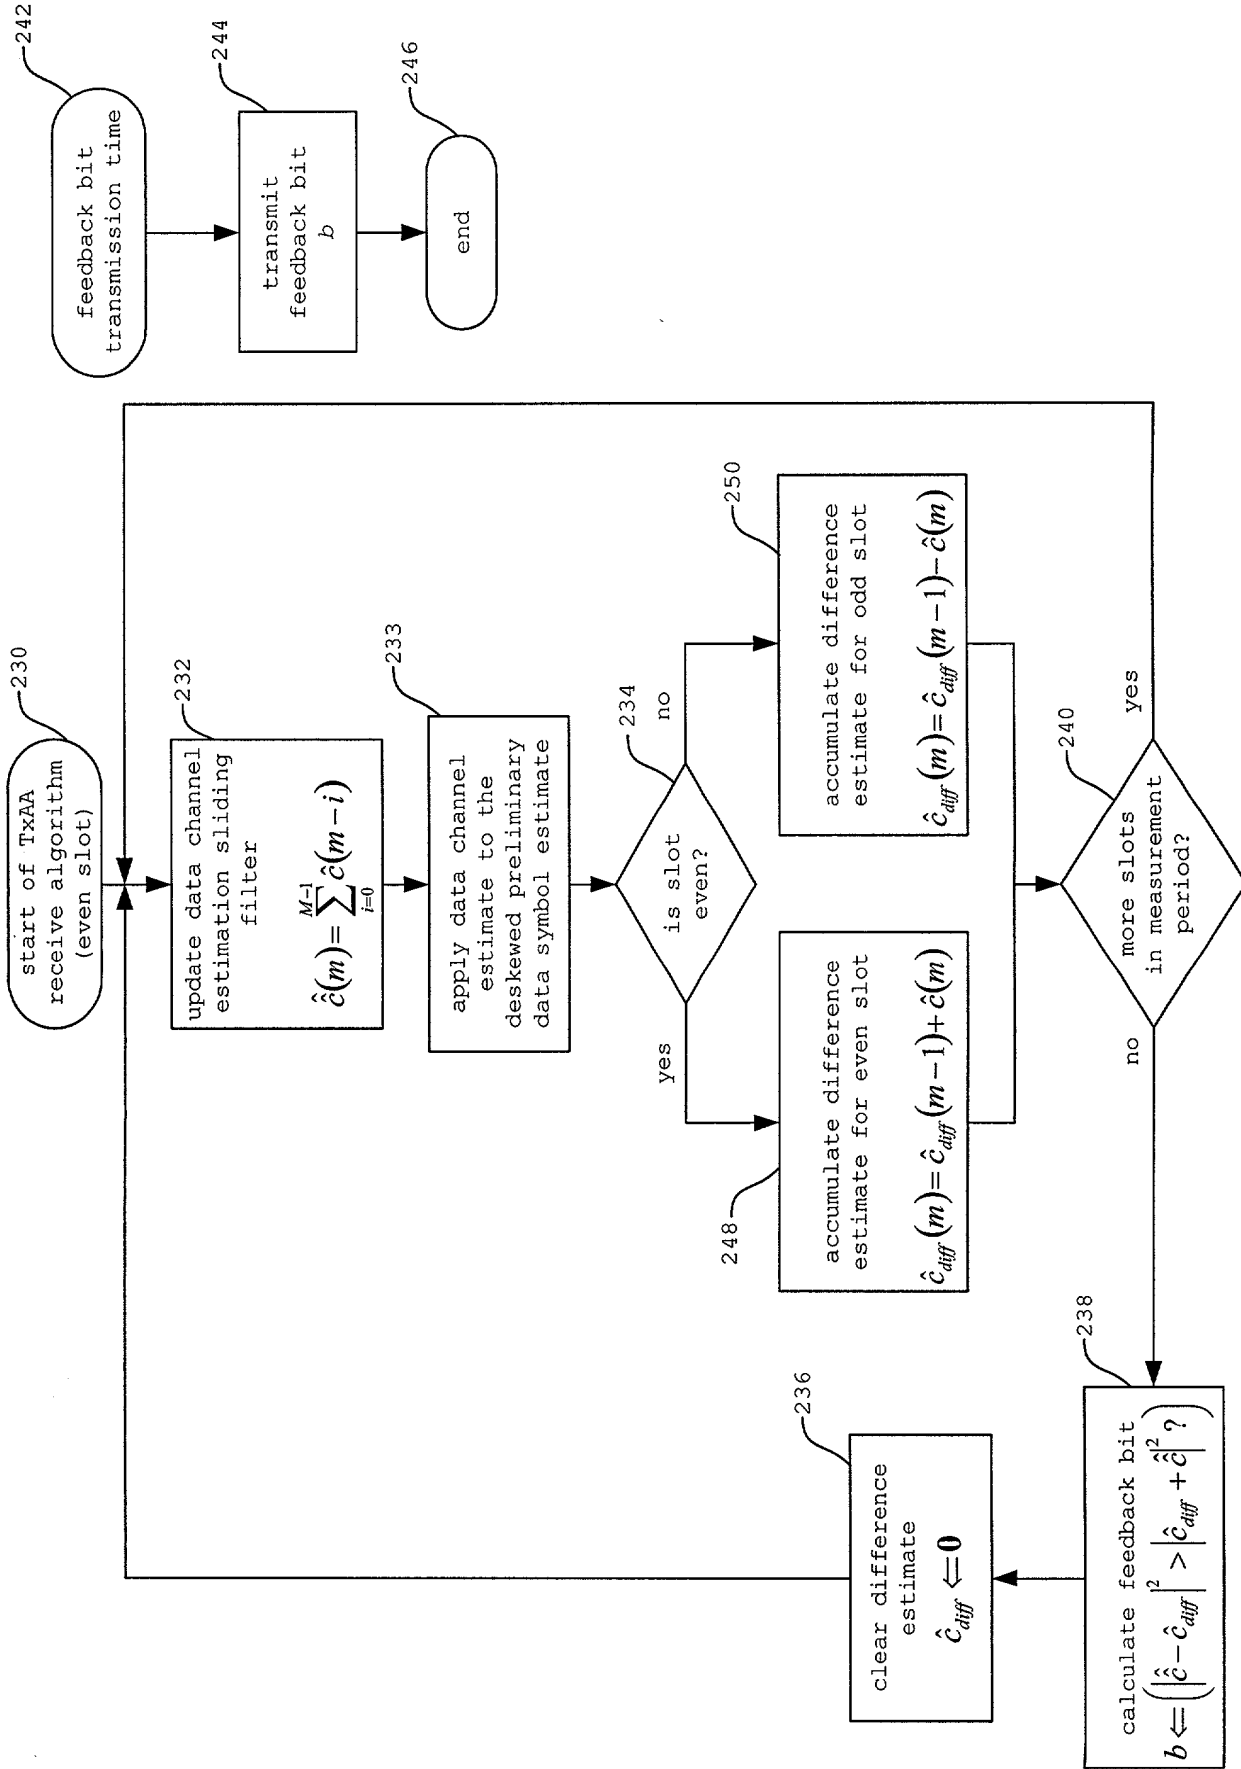 230
start of TxAA
receive algorithm
(even slot)
232
update data channel
estimation sliding
filter
ĉ(m) = Σ_{i=0}^{M-1} ĉ(m-i)
233
apply data channel
estimate to the
deskewed preliminary
data symbol estimate
234
is slot
even?
yes
no
248
accumulate difference
estimate for even slot
ĉ_diff(m) = ĉ_diff(m-1) + ĉ(m)
250
accumulate difference
estimate for odd slot
ĉ_diff(m) = ĉ_diff(m-1) - ĉ(m)
240
more slots
in measurement
period?
no
yes
238
calculate feedback bit
b ⇐ (|ĉ - ĉ_diff|² > |ĉ_diff + ĉ|² ?)
236
clear difference
estimate
ĉ_diff ⇐ 0
242
feedback bit
transmission time
244
transmit
feedback bit
b
246
end